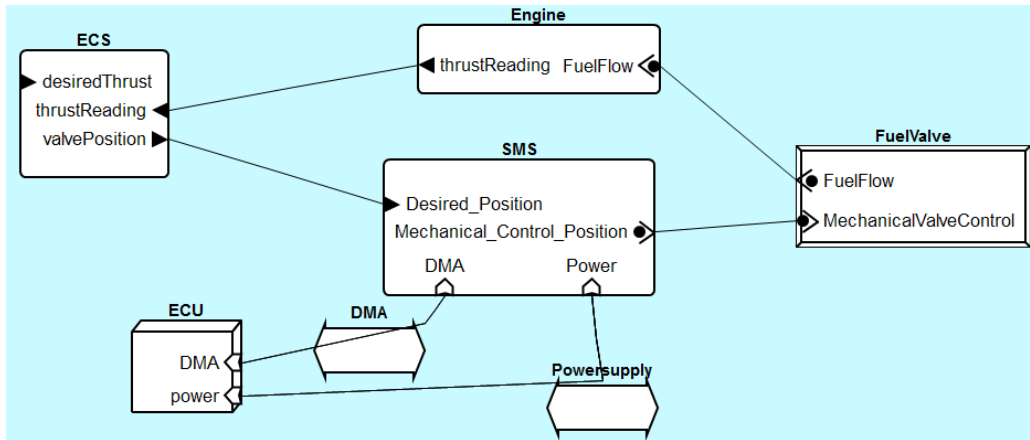 Engine
ECS
thrustReading
FuelFlow
desiredThrust
thrustReading
valvePosition
FuelValve
SMS
FuelFlow
Desired_Position
MechanicalValveControl
Mechanical_Control_Position
DMA
Power
ECU
DMA
DMA
Powersupply
power